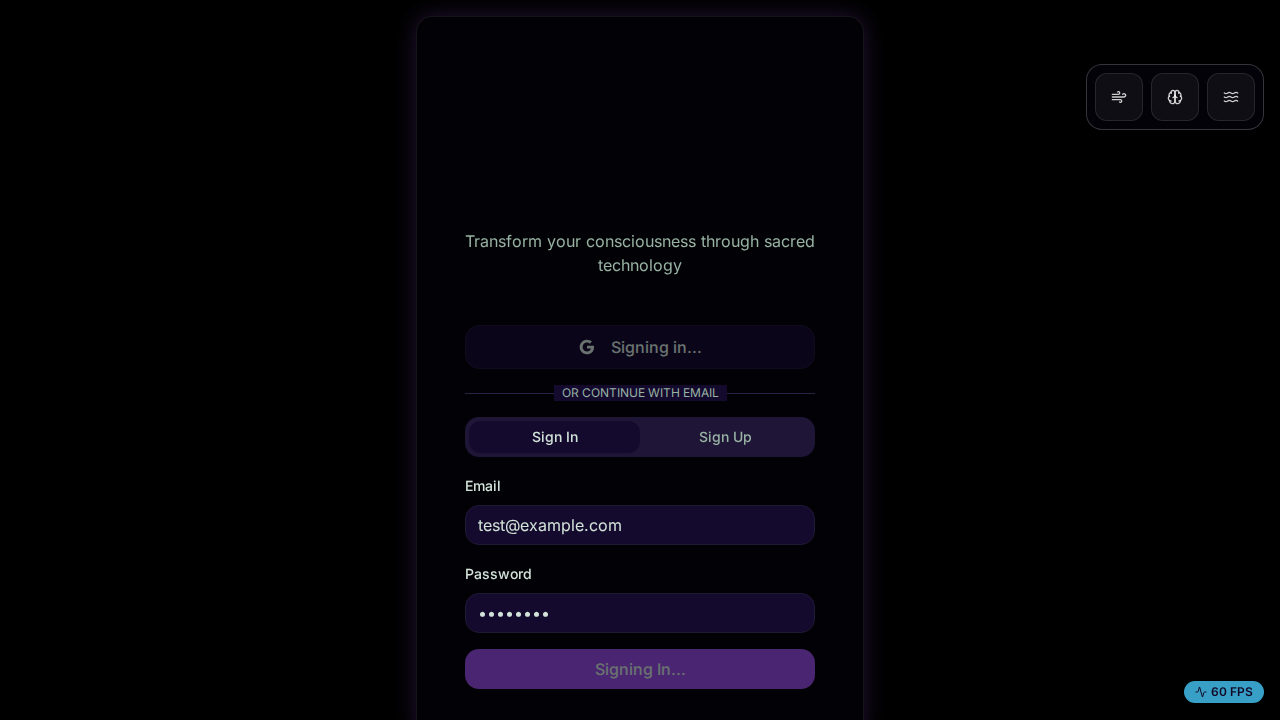 Transform your consciousness through sacred
technology
Signing in...
OR CONTINUE WITH EMAIL
Sign In
Sign Up
Email
test@example.com
Password
••••••••
Signing In...
60 FPS